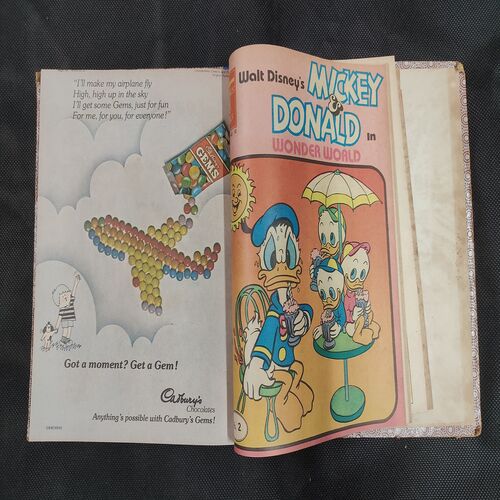 "I'll make my airplane fly
High, high up in the sky
I'll get some Gems, just for fun
For me, for you, for everyone!"
GEMS
Got a moment? Get a Gem!
Cadbury's
Chocolates
Anything's possible with Cadbury's Gems!
Walt Disney's MICKEY
DONALD IN
WONDER WORLD
2